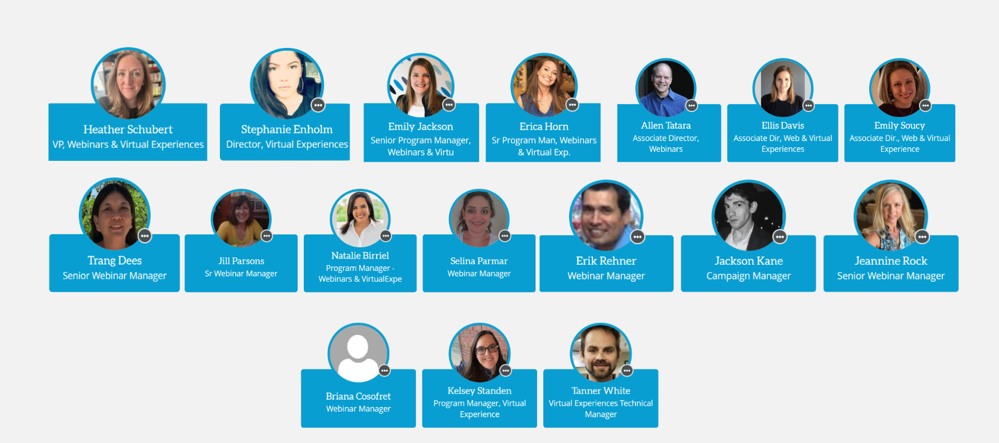 Heather Schubert
VP, Webinars & Virtual Experiences
Stephanie Enholm
Director, Virtual Experiences
Emily Jackson
Senior Program Manager,
Webinars & Virtu
Erica Horn
Sr Program Man, Webinars
& Virtual Exp.
Allen Tatara
Associate Director,
Webinars
Ellis Davis
Associate Dir, Web & Virtual
Experiences
Emily Soucy
Associate Dir., Web & Virtual
Experience
Trang Dees
Senior Webinar Manager
Jill Parsons
Sr Webinar Manager
Natalie Birriel
Program Manager -
Webinars & VirtualExpe
Selina Parmar
Webinar Manager
Erik Rehner
Webinar Manager
Jackson Kane
Campaign Manager
Jeannine Rock
Senior Webinar Manager
Briana Cosofret
Webinar Manager
Kelsey Standen
Program Manager, Virtual
Experience
Tanner White
Virtual Experiences Technical
Manager